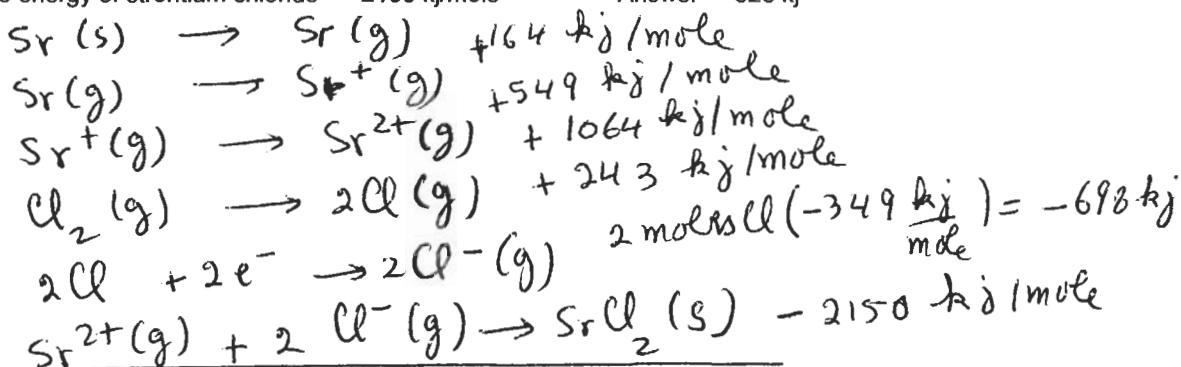 Sr (s) → Sr (g) +164 kj /mole
Sr (g) → Sr⁺ (g) +549 kj / mole
Sr⁺ (g) → Sr²⁺ (g) + 1064 kj/mole
Cl₂ (g) → 2Cl (g) + 243 kj /mole
2Cl + 2e⁻ → 2Cl⁻ (g) 2 moles Cl (-349 kj/mole) = -698 kj
Sr²⁺ (g) + 2 Cl⁻ (g) → SrCl₂ (s) - 2150 kj /mole